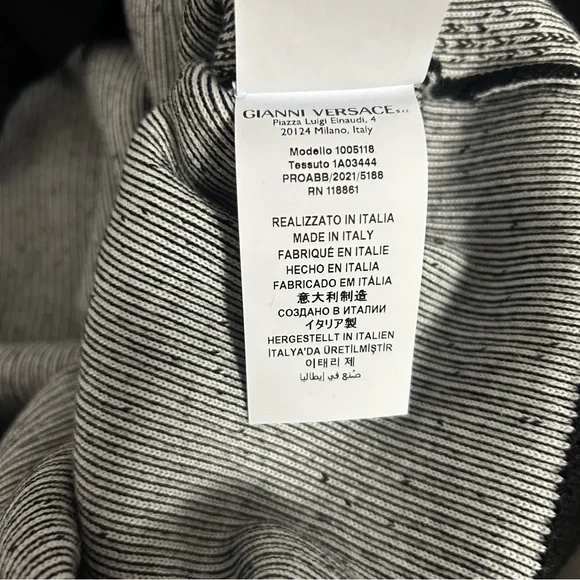 GIANNI VERSACE S.r.l.
Piazza Luigi Einaudi, 4
20124 Milano, Italy
Modello 1005118
Tessuto 1A03444
PROABB/2021/5188
RN 118861
REALIZZATO IN ITALIA
MADE IN ITALY
FABRIQUÉ EN ITALIE
HECHO EN ITALIA
FABRICADO EM ITÁLIA
意大利制造
СОЗДАНО В ИТАЛИИ
イタリア製
HERGESTELLT IN ITALIEN
İTALYA'DA ÜRETİLMİŞTİR
이태리 제
صُنع في إيطاليا